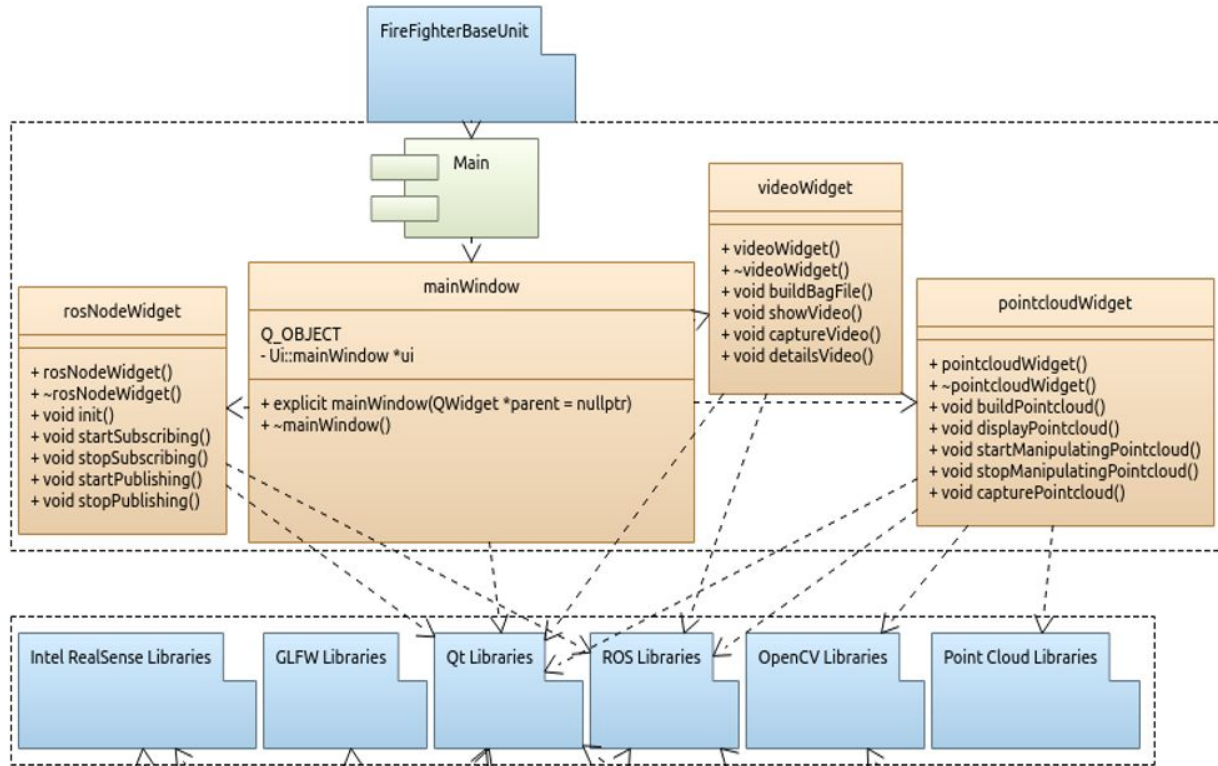 FireFighterBaseUnit
Main
videoWidget
+ videoWidget()
+ ~videoWidget()
+ void buildBagFile()
+ void showVideo()
+ void captureVideo()
+ void detailsVideo()
mainWindow
Q_OBJECT
- Ui::mainWindow *ui
+ explicit mainWindow(QWidget *parent = nullptr)
+ ~mainWindow()
rosNodeWidget
+ rosNodeWidget()
+ ~rosNodeWidget()
+ void init()
+ void startSubscribing()
+ void stopSubscribing()
+ void startPublishing()
+ void stopPublishing()
pointcloudWidget
+ pointcloudWidget()
+ ~pointcloudWidget()
+ void buildPointcloud()
+ void displayPointcloud()
+ void startManipulatingPointcloud()
+ void stopManipulatingPointcloud()
+ void capturePointcloud()
Intel RealSense Libraries
GLFW Libraries
Qt Libraries
ROS Libraries
OpenCV Libraries
Point Cloud Libraries